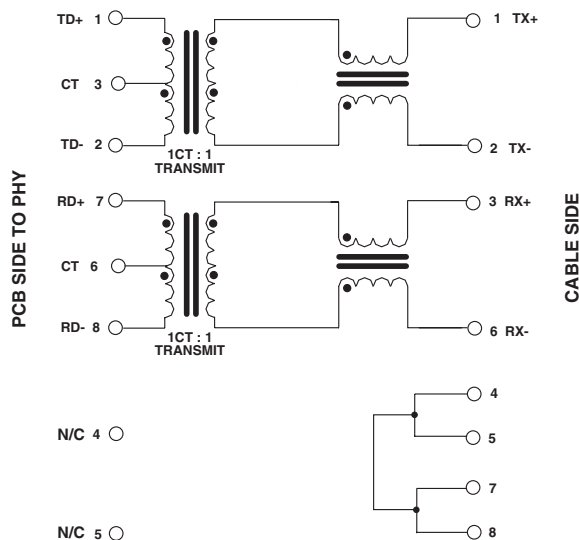 TD+ 1
1 TX+
CT 3
TD- 2
2 TX-
1CT : 1
TRANSMIT
RD+ 7
3 RX+
CT 6
RD- 8
6 RX-
1CT : 1
TRANSMIT
PCB SIDE TO PHY
CABLE SIDE
4
N/C 4
5
7
N/C 5
8